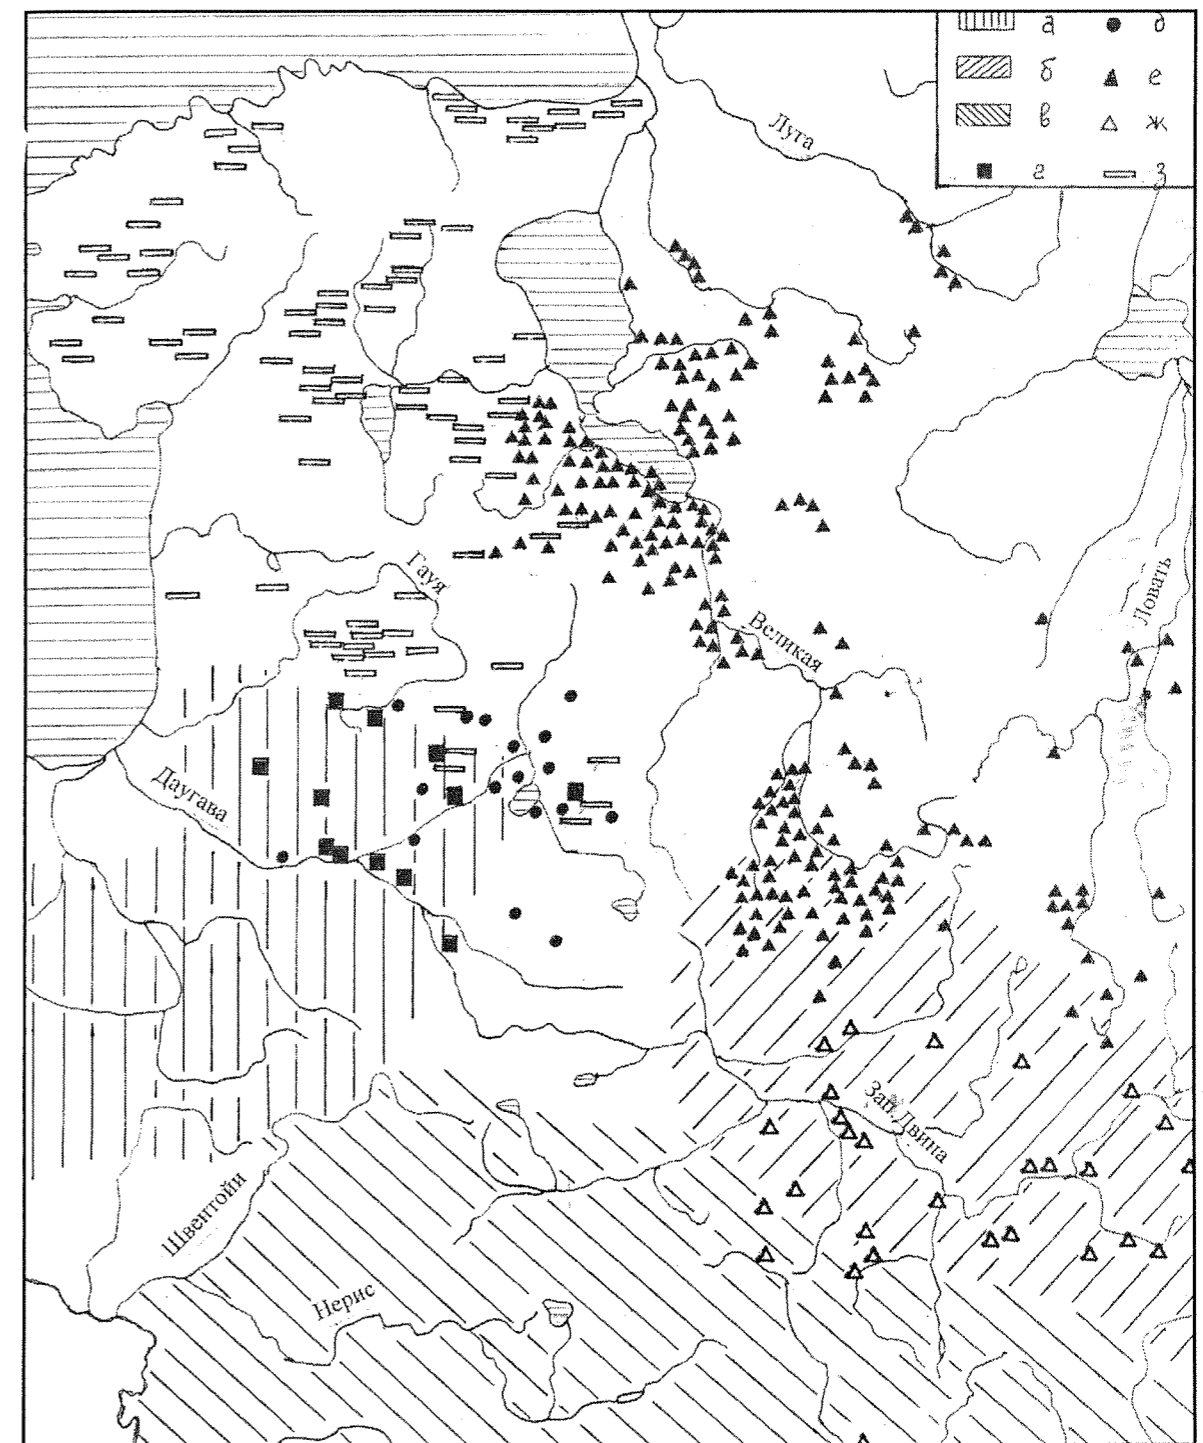 а д
б е
в ж
г з
Луга
Гауя
Великая
Ловать
Даугава
Зап. Двина
Швентойи
Нерис